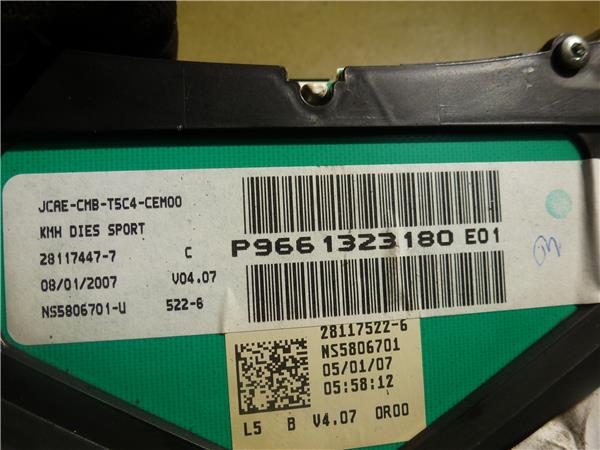 JCAE-CMB-T5C4-CEM00
KMH DIES SPORT
28117447-7 C
08/01/2007 V04.07
NS5806701-U 522-6
P9661323180 E01
28117522-6
NS5806701
05/01/07
05:58:12
L5 B V4.07 0R00